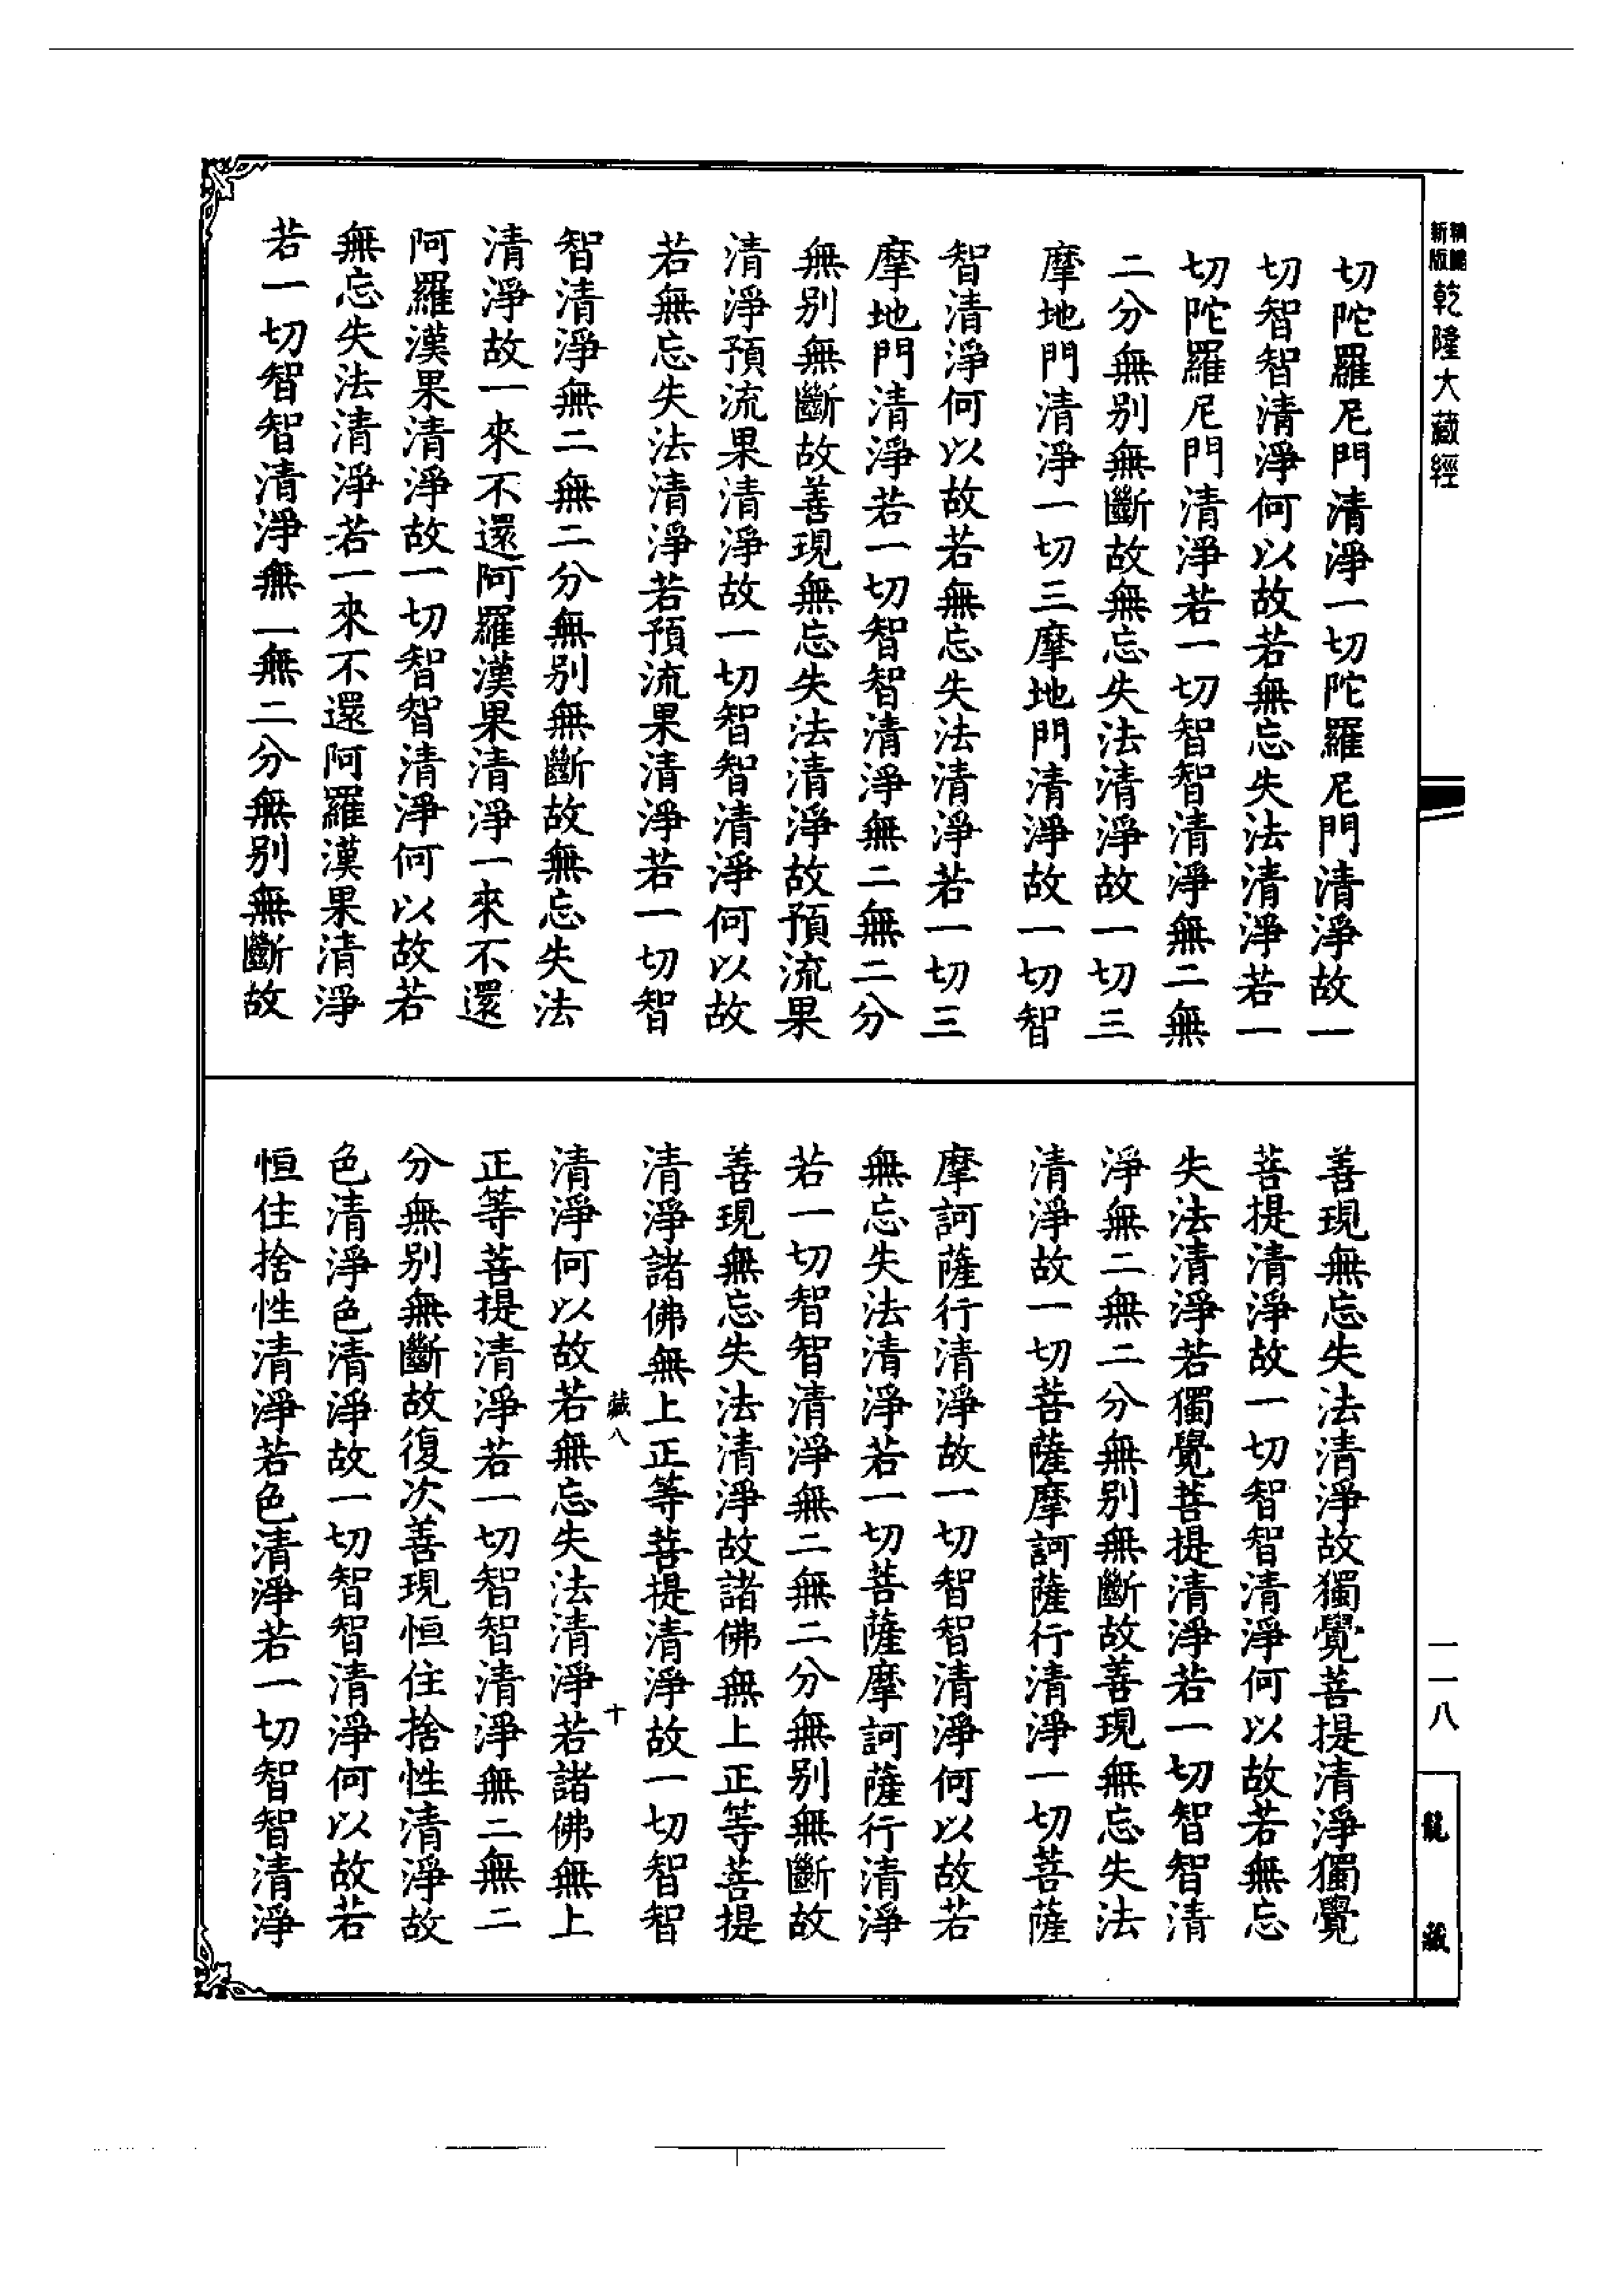 新版
乾隆大藏經
切陀羅尼門清淨一切陀羅尼門清淨故一
切智智清淨何以故若無忘失法清淨若一
切陀羅尼門清淨若一切智智清淨無二無
二分無別無斷故無忘失法清淨故一切三
摩地門清淨一切三摩地門清淨故一切智
智清淨何以故若無忘失法清淨若一切三
摩地門清淨若一切智智清淨無二無二分
無別無斷故善現無忘失法清淨故預流果
清淨預流果清淨故一切智智清淨何以故
若無忘失法清淨若預流果清淨若一切智
智清淨無二無二分無別無斷故無忘失法
清淨故一來不還阿羅漢果清淨一來不還
阿羅漢果清淨故一切智智清淨何以故若
無忘失法清淨若一來不還阿羅漢果清淨
若一切智智清淨無二無二分無別無斷故
善現無忘失法清淨故獨覺菩提清淨獨覺
菩提清淨故一切智智清淨何以故若無忘
失法清淨若獨覺菩提清淨若一切智智清
淨無二無二分無別無斷故善現無忘失法
清淨故一切菩薩摩訶薩行清淨一切菩薩
摩訶薩行清淨故一切智智清淨何以故若
無忘失法清淨若一切菩薩摩訶薩行清淨
若一切智智清淨無二無二分無別無斷故
善現無忘失法清淨故諸佛無上正等菩提
清淨諸佛無上正等菩提清淨故一切智智
藏八 十
清淨何以故若無忘失法清淨若諸佛無上
正等菩提清淨若一切智智清淨無二無二
分無別無斷故復次善現恒住捨性清淨故
色清淨色清淨故一切智智清淨何以故若
恒住捨性清淨若色清淨若一切智智清淨
一一八
龍藏